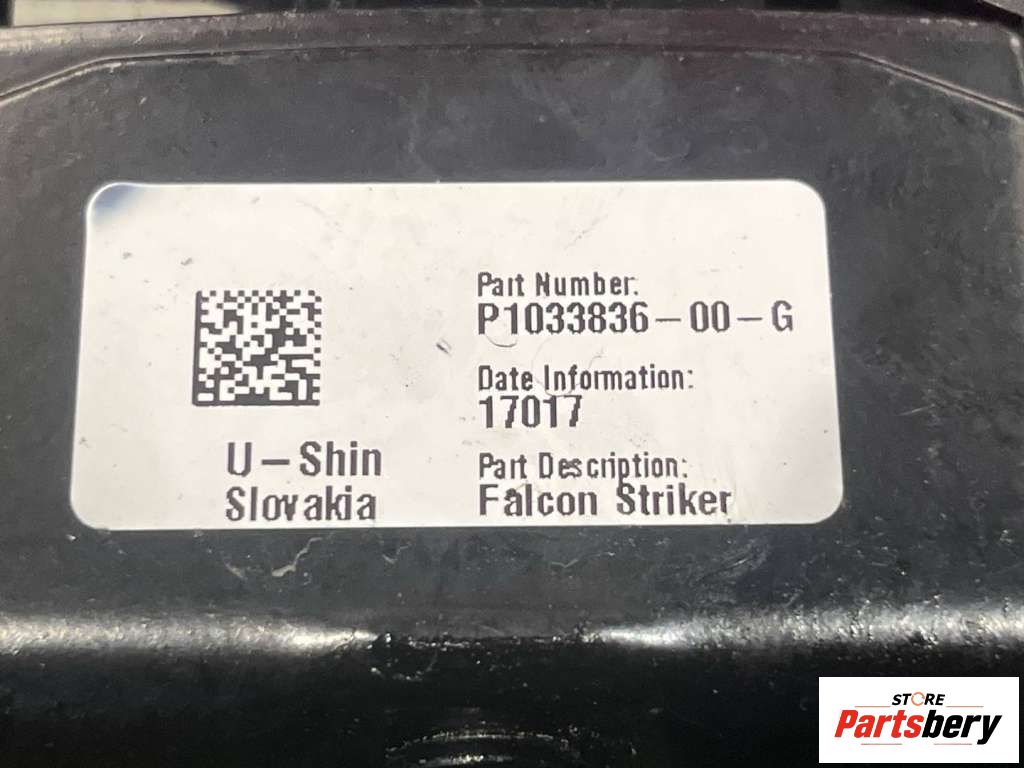 Part Number:
P1033836-00-G
Date Information:
17017
Part Description:
Falcon Striker
U-Shin
Slovakia
STORE
Partsbery